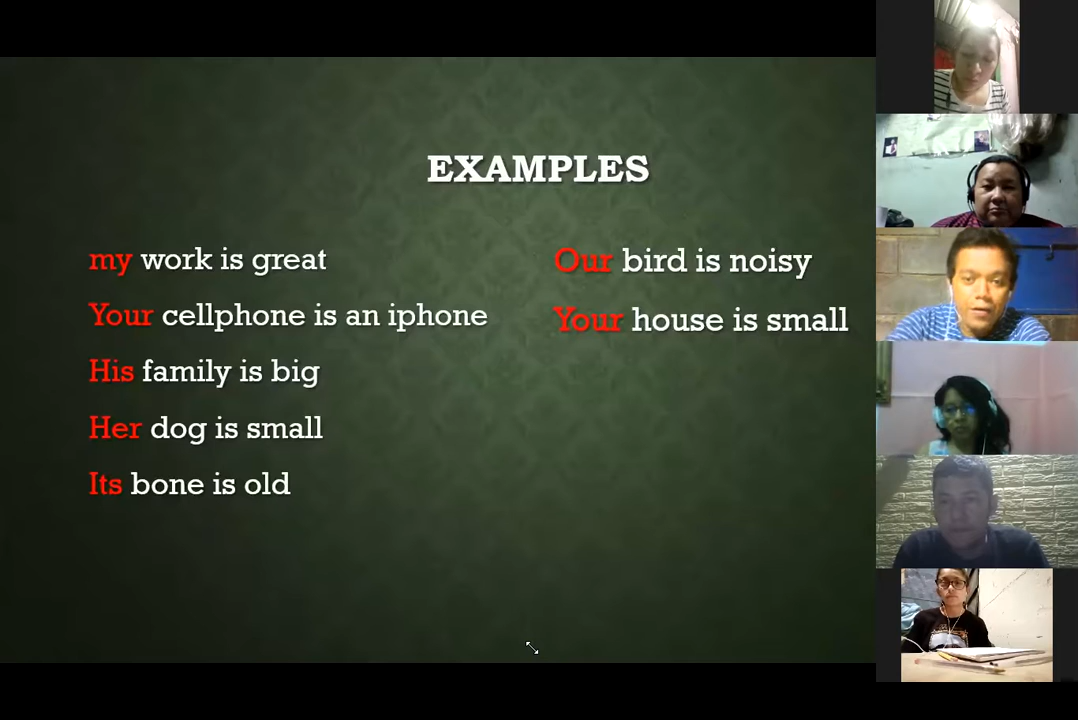 EXAMPLES
my work is great
Your cellphone is an iphone
His family is big
Her dog is small
Its bone is old
Our bird is noisy
Your house is small